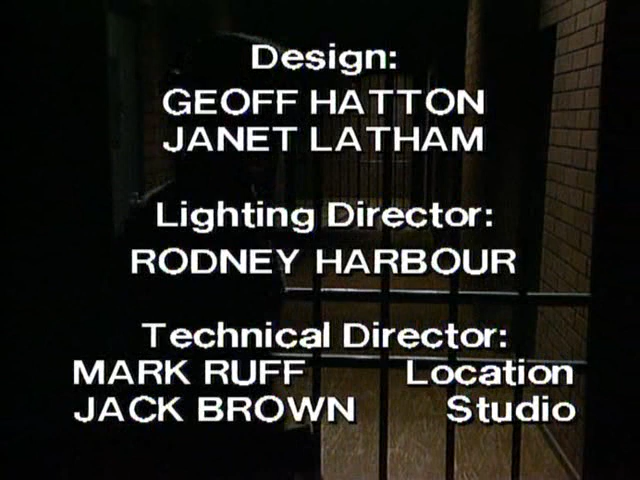 Design:
GEOFF HATTON
JANET LATHAM
Lighting Director:
RODNEY HARBOUR
Technical Director:
MARK RUFF Location
JACK BROWN Studio